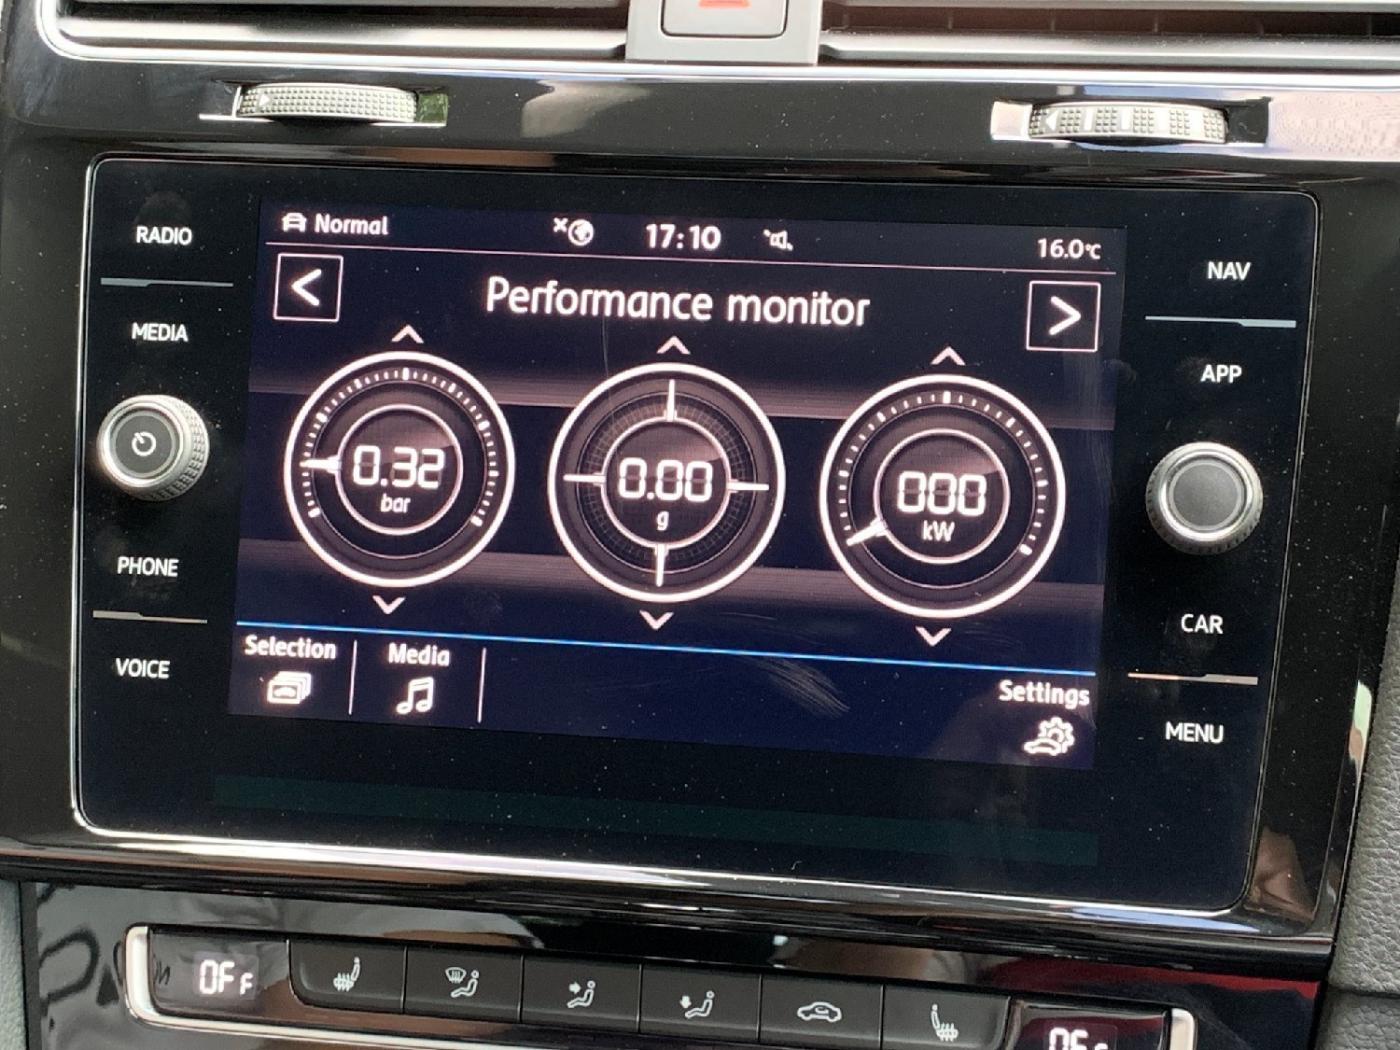 RADIO
MEDIA
PHONE
VOICE
Normal
17:10
16.0°C
<
Performance monitor
>
0.32
bar
0.00
g
000
kW
Selection
Media
Settings
NAV
APP
CAR
MENU
OFF
OFF